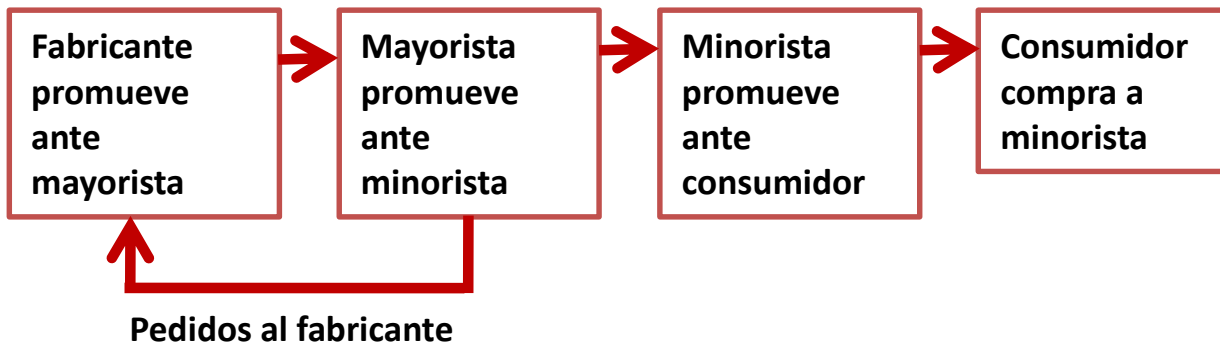 Fabricante
promueve
ante
mayorista
Mayorista
promueve
ante
minorista
Minorista
promueve
ante
consumidor
Consumidor
compra a
minorista
Pedidos al fabricante